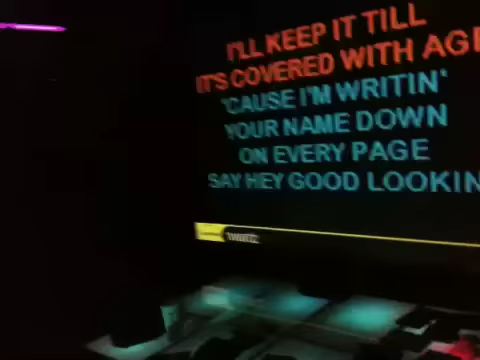 I'LL KEEP IT TILL
IT'S COVERED WITH AG
'CAUSE I'M WRITIN'
YOUR NAME DOWN
ON EVERY PAGE
SAY HEY GOOD LOOKIN